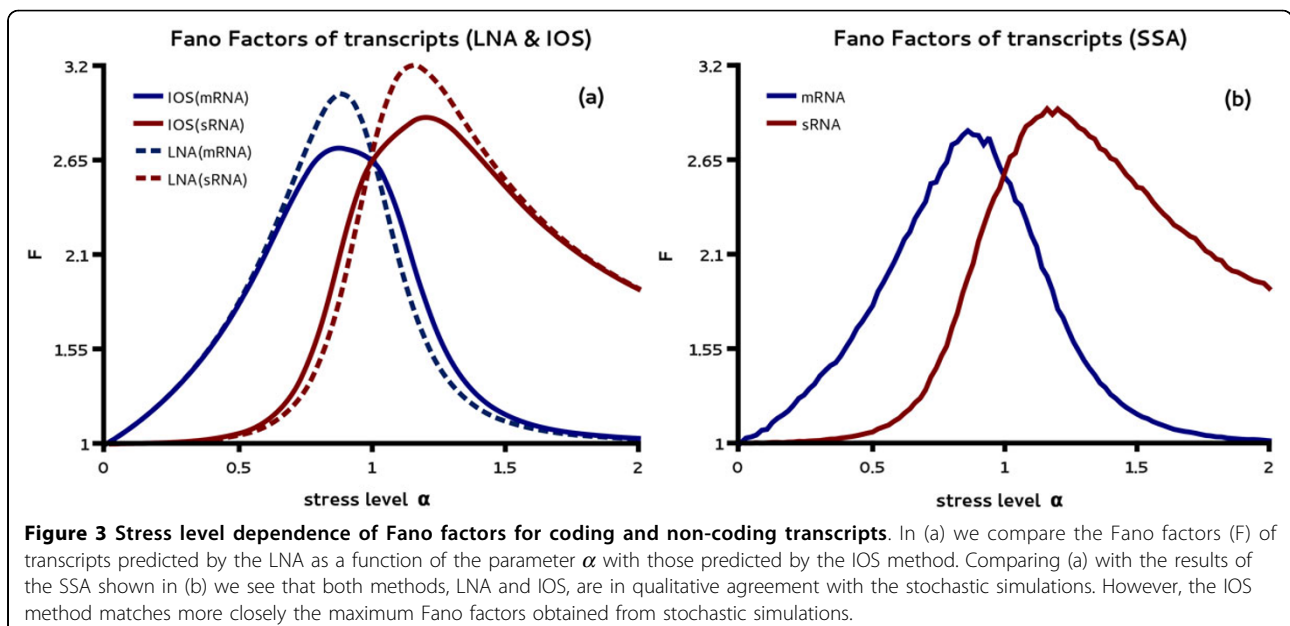 Fano Factors of transcripts (LNA & IOS)
3.2
2.65
2.1
1.55
1
F
IOS(mRNA)
IOS(sRNA)
LNA(mRNA)
LNA(sRNA)
(a)
0
0.5
1
1.5
2
stress level α
Fano Factors of transcripts (SSA)
3.2
2.65
2.1
1.55
1
F
mRNA
sRNA
(b)
0
0.5
1
1.5
2
stress level α
Figure 3 Stress level dependence of Fano factors for coding and non-coding transcripts. In (a) we compare the Fano factors (F) of
transcripts predicted by the LNA as a function of the parameter α with those predicted by the IOS method. Comparing (a) with the results of
the SSA shown in (b) we see that both methods, LNA and IOS, are in qualitative agreement with the stochastic simulations. However, the IOS
method matches more closely the maximum Fano factors obtained from stochastic simulations.